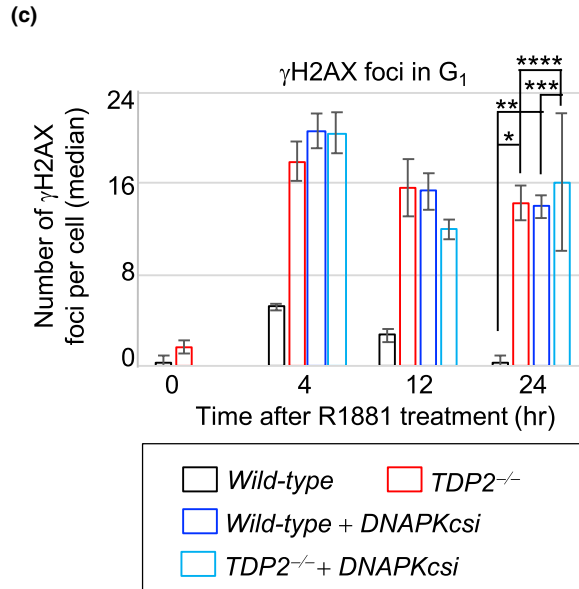 (c)
γH2AX foci in G₁
Number of γH2AX
foci per cell (median)
24
16
8
0
****
***
**
*
0 4 12 24
Time after R1881 treatment (hr)
Wild-type TDP2⁻/⁻
Wild-type + DNAPKcsi
TDP2⁻/⁻ + DNAPKcsi